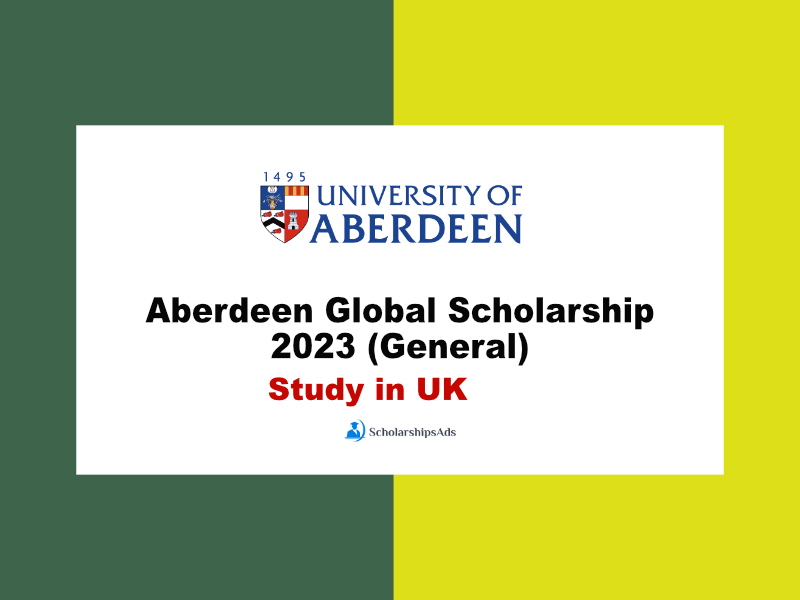 1495
UNIVERSITY OF
ABERDEEN
Aberdeen Global Scholarship
2023 (General)
Study in UK
ScholarshipsAds